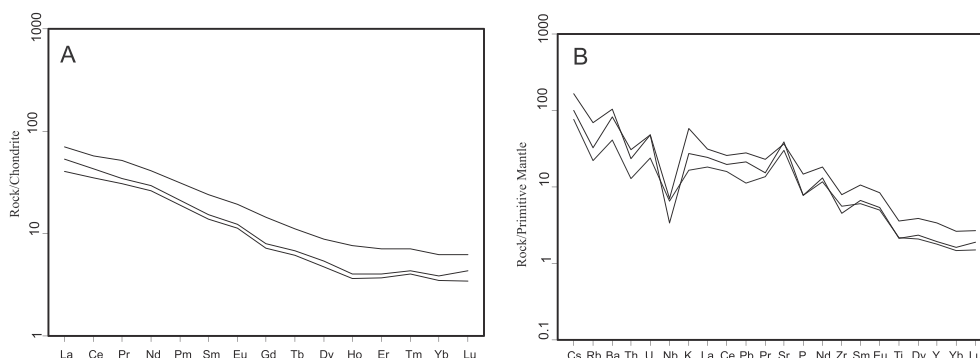 A
1000
100
10
1
Rock/Chondrite
La Ce Pr Nd Pm Sm Eu Gd Tb Dy Ho Er Tm Yb Lu
B
1000
100
10
1
0.1
Rock/Primitive Mantle
Cs Rb Ba Th U Nb K La Ce Pb Pr Sr P Nd Zr Sm Eu Ti Dy Y Yb Lu